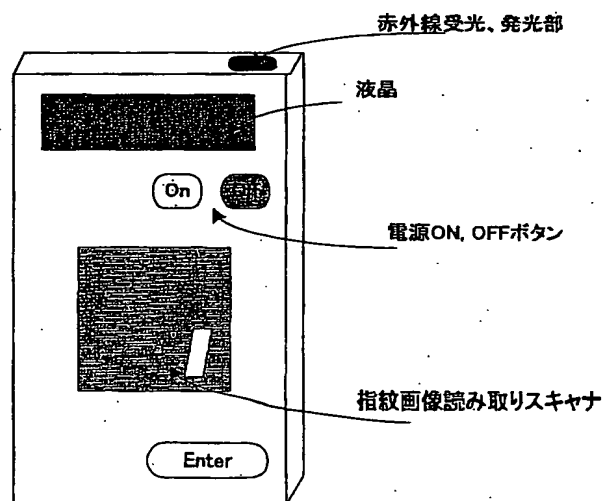 赤外線受光、発光部
液晶
On
電源ON, OFFボタン
指紋画像読み取りスキャナ
Enter